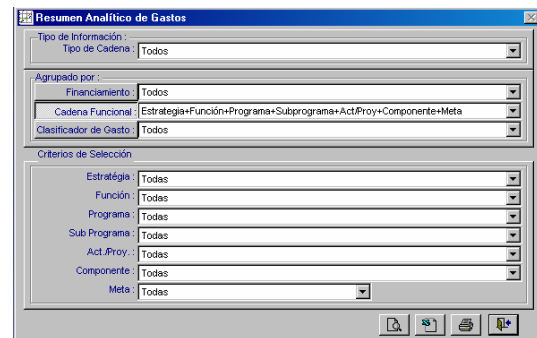 Resumen Analítico de Gastos
Tipo de Información :
Tipo de Cadena : Todos
Agrupado por :
Financiamiento : Todos
Cadena Funcional : Estrategia+Función+Programa+Subprograma+Act/Proy+Componente+Meta
Clasificador de Gasto : Todos
Criterios de Selección
Estratégia : Todas
Función : Todas
Programa : Todas
Sub Programa : Todas
Act./Proy. : Todas
Componente : Todas
Meta : Todas